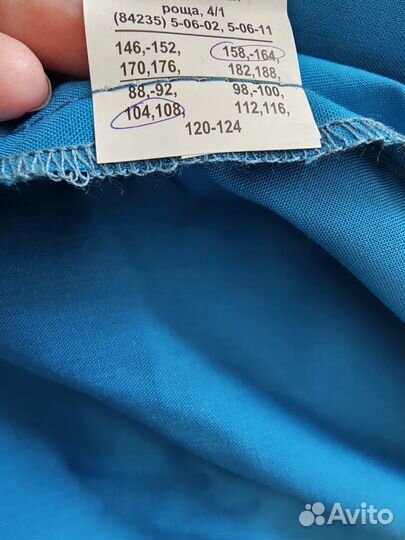 роща, 4/1
(84235) 5-06-02, 5-06-11
146,-152, 158,-164,
170,176, 182,188,
88.-92, 98,-100,
104,108, 112,116,
120-124
Avito